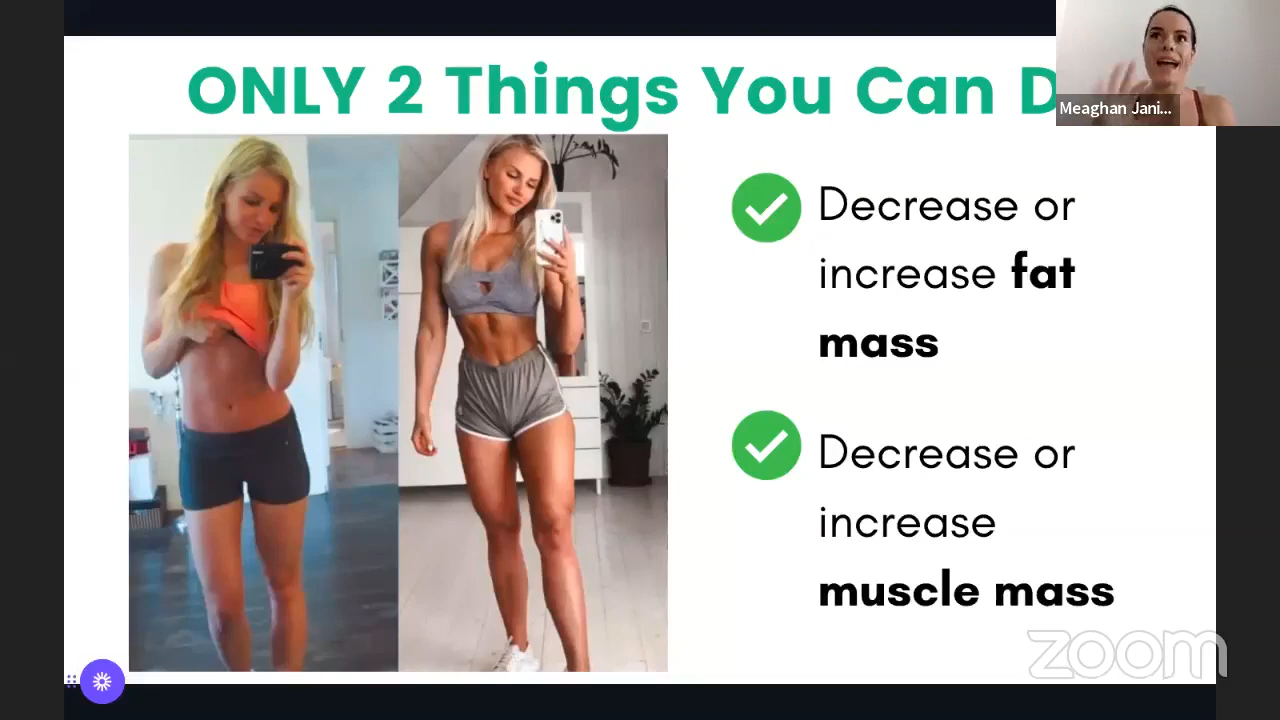 ONLY 2 Things You Can D
Meaghan Jani...
Decrease or
increase fat
mass
Decrease or
increase
muscle mass
zoom